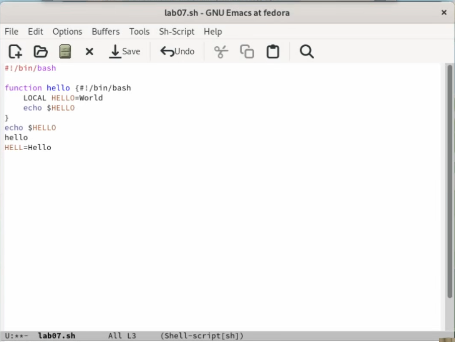 lab07.sh - GNU Emacs at fedora
File Edit Options Buffers Tools Sh-Script Help
Save Undo
#!/bin/bash
function hello {#!/bin/bash
LOCAL HELLO=World
echo $HELLO
}
echo $HELLO
hello
HELL=Hello
U:**- lab07.sh All L3 (Shell-script[sh])